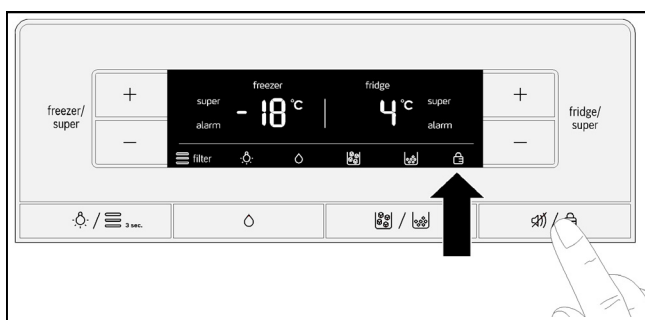 freezer/
super
+
−
freezer
super
alarm
- 18 °C
fridge
4 °C
super
alarm
filter
+
−
fridge/
super
/ 3 sec.
/
/